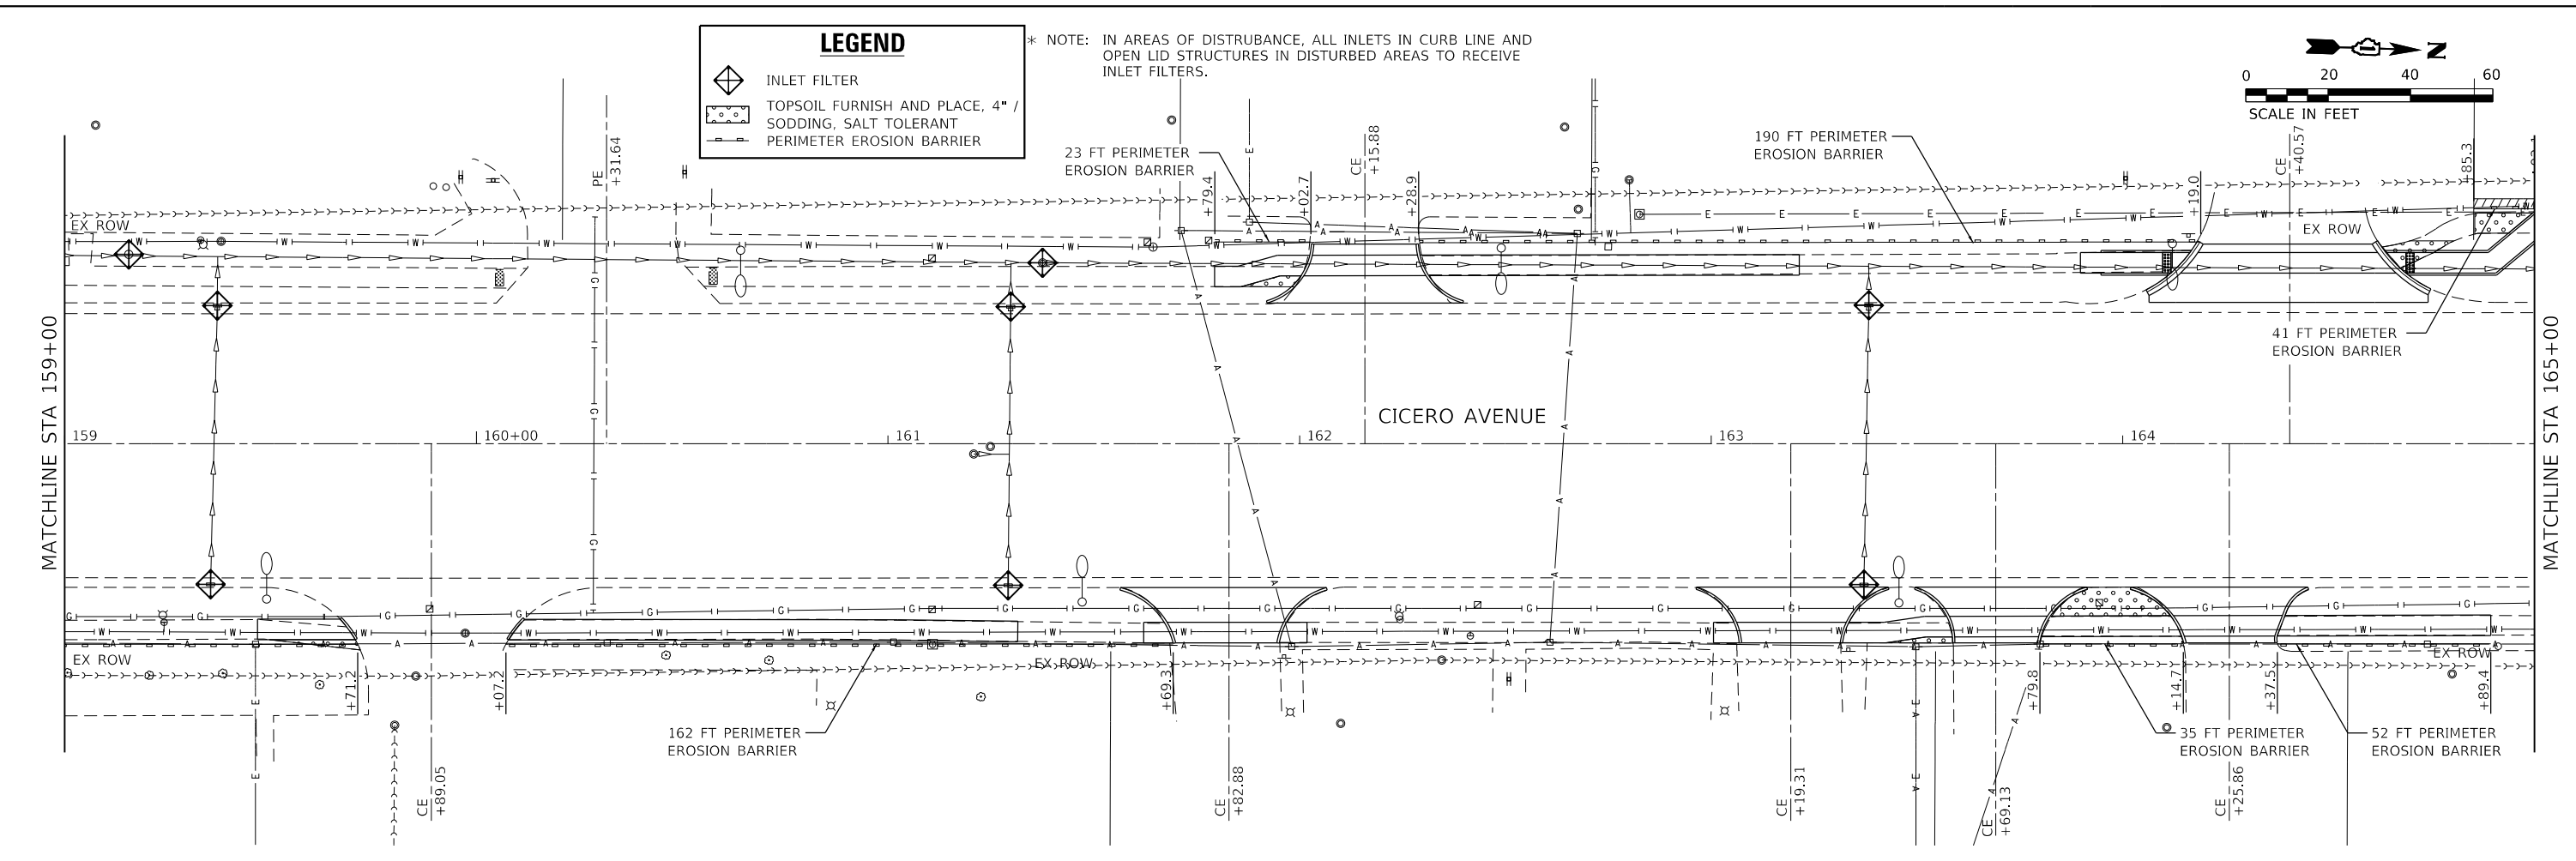 LEGEND
INLET FILTER
TOPSOIL FURNISH AND PLACE, 4" /
SODDING, SALT TOLERANT
PERIMETER EROSION BARRIER
* NOTE: IN AREAS OF DISTRUBANCE, ALL INLETS IN CURB LINE AND
OPEN LID STRUCTURES IN DISTURBED AREAS TO RECEIVE
INLET FILTERS.
N
0 20 40 60
SCALE IN FEET
PE
+31.64
23 FT PERIMETER
EROSION BARRIER
+79.4
+02.7
CE
+15.88
+28.9
190 FT PERIMETER
EROSION BARRIER
+19.0
CE
+40.57
+85.3
EX ROW
EX ROW
41 FT PERIMETER
EROSION BARRIER
MATCHLINE STA 159+00
MATCHLINE STA 165+00
CICERO AVENUE
159
160+00
161
162
163
164
EX ROW
EX ROW
EX ROW
+71.2
+07.2
+69.3
+79.8
+14.7
+37.5
+89.4
162 FT PERIMETER
EROSION BARRIER
35 FT PERIMETER
EROSION BARRIER
52 FT PERIMETER
EROSION BARRIER
CE
+89.05
CE
+82.88
CE
+19.31
CE
+69.13
CE
+25.86